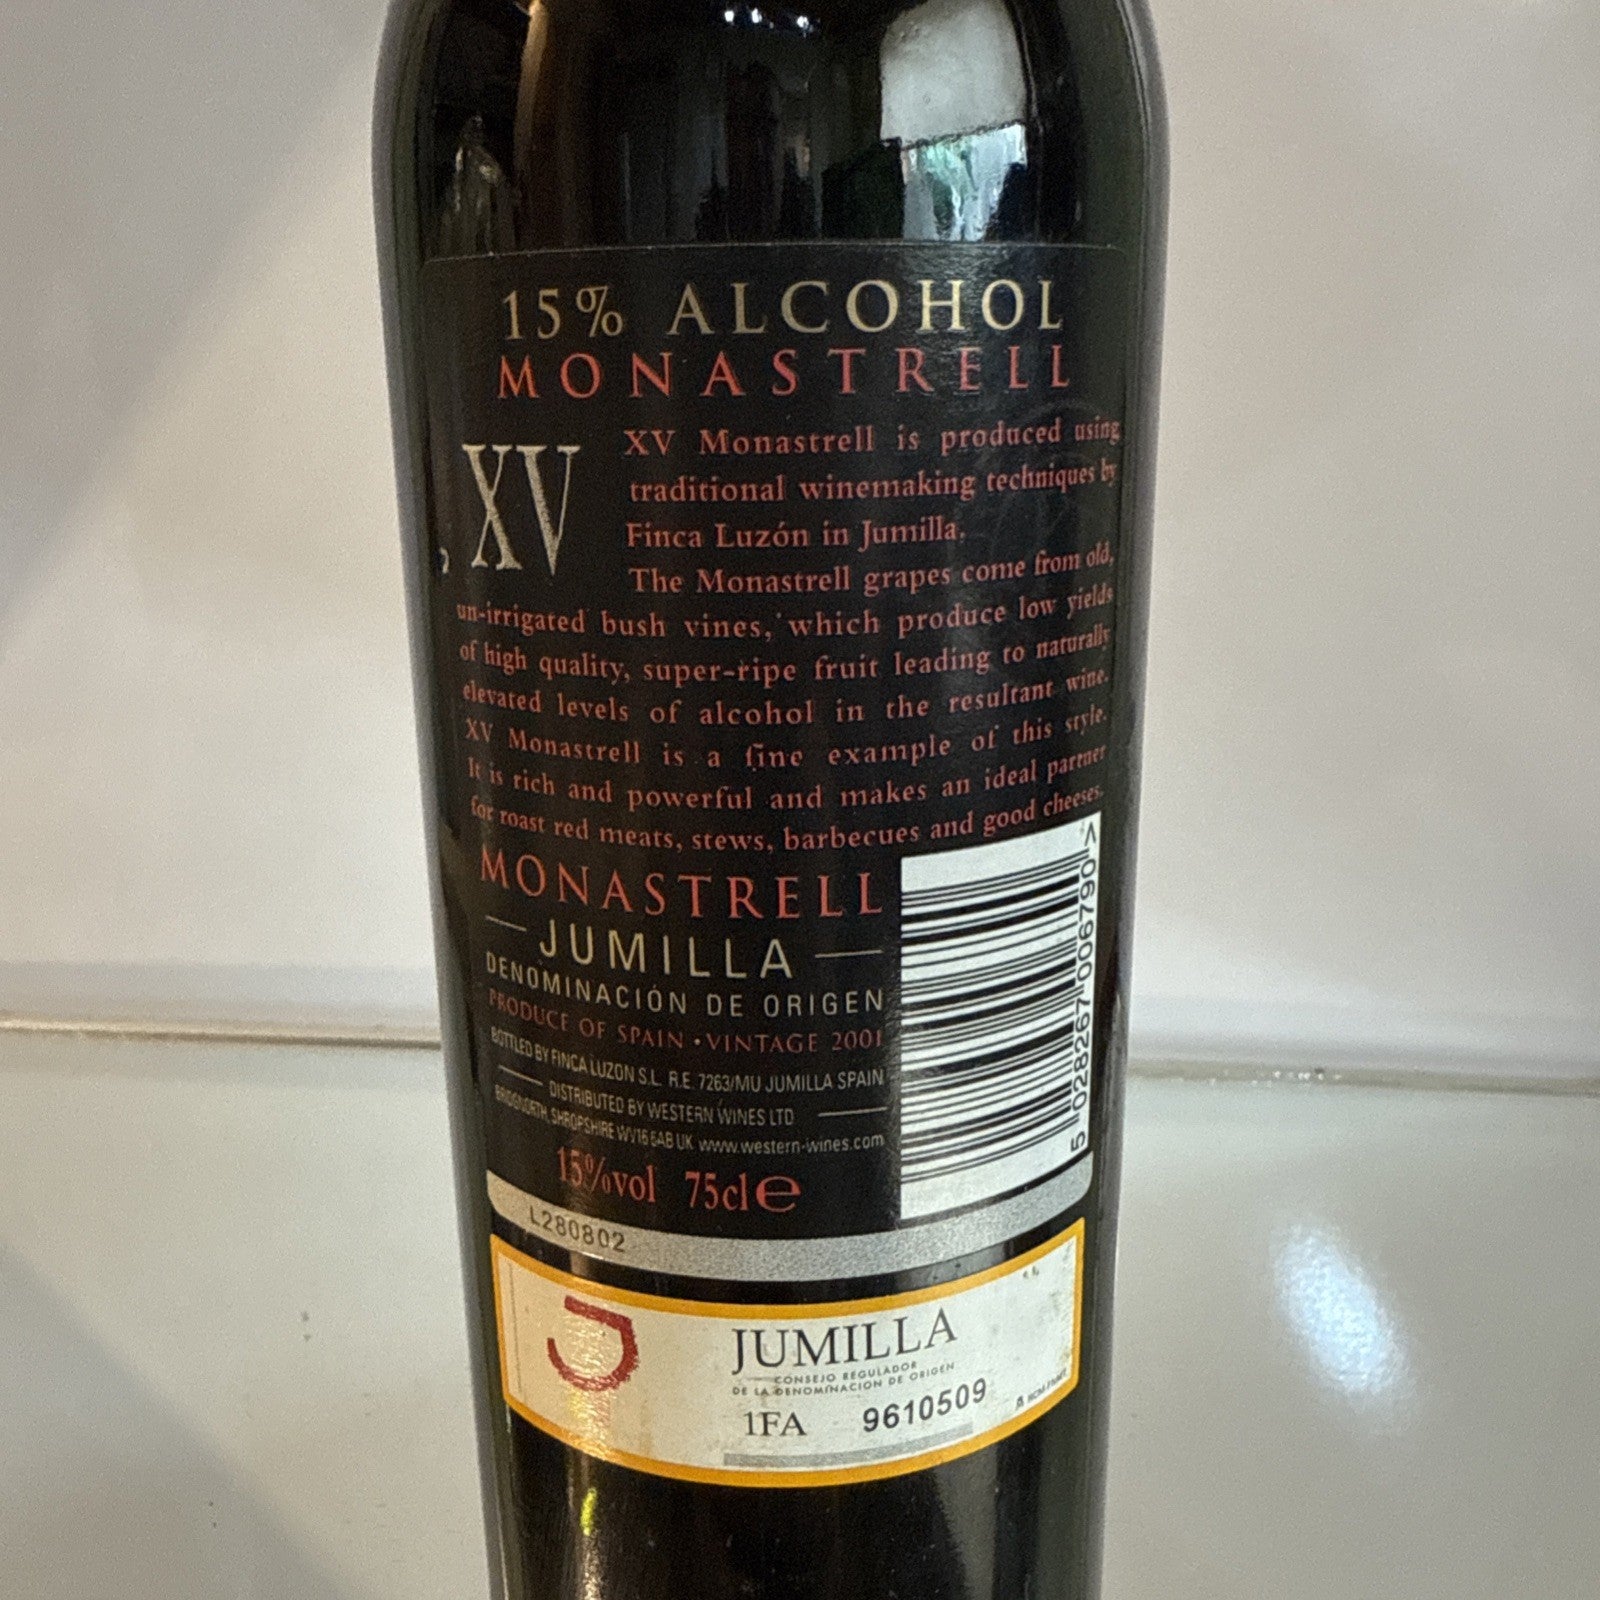 15% ALCOHOL
MONASTRELL
XV
XV Monastrell is produced using
traditional winemaking techniques by
Finca Luzón in Jumilla.
The Monastrell grapes come from old,
un-irrigated bush vines, which produce low yields
of high quality, super-ripe fruit leading to naturally
elevated levels of alcohol in the resultant wine.
XV Monastrell is a fine example of this style.
It is rich and powerful and makes an ideal partner
for roast red meats, stews, barbecues and good cheeses.
MONASTRELL
JUMILLA
DENOMINACIÓN DE ORIGEN
PRODUCE OF SPAIN • VINTAGE 2001
BOTTLED BY FINCA LUZON S.L. R.E. 7263/MU JUMILLA SPAIN
DISTRIBUTED BY WESTERN WINES LTD
BRIDGNORTH, SHROPSHIRE WV16 6AB UK www.western-wines.com
15%vol 75cl e
5 028267 006790 >
L280802
JUMILLA
CONSEJO REGULADOR
DE LA DENOMINACIÓN DE ORIGEN
1FA 9610509